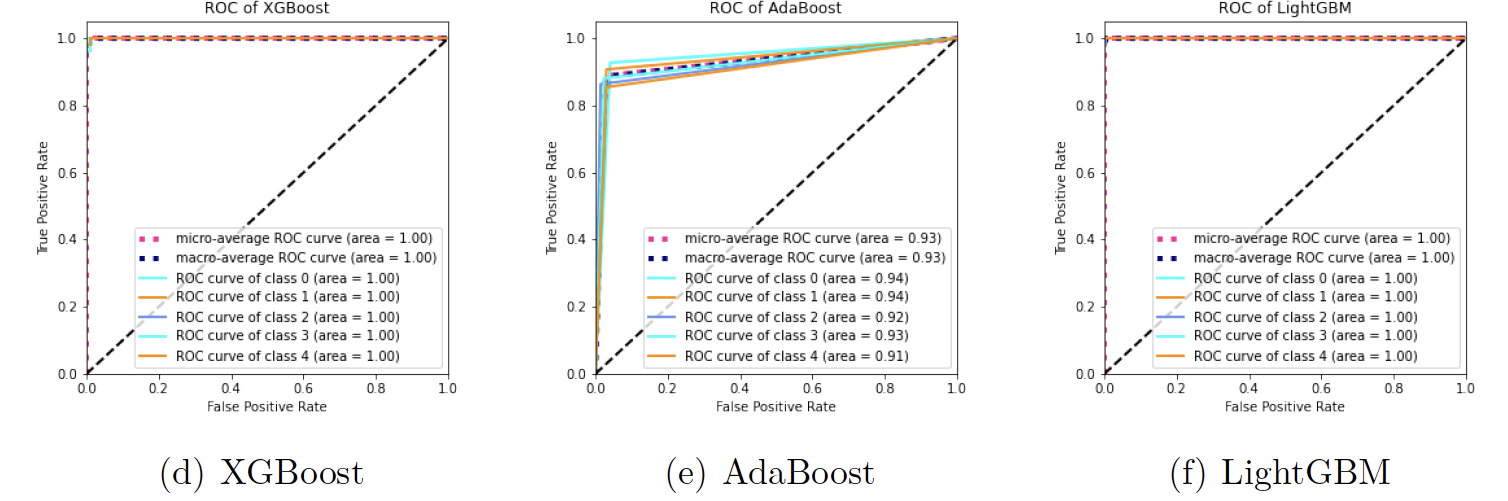 ROC of XGBoost
1.0
0.8
0.6
0.4
0.2
0.0
True Positive Rate
micro-average ROC curve (area = 1.00)
macro-average ROC curve (area = 1.00)
ROC curve of class 0 (area = 1.00)
ROC curve of class 1 (area = 1.00)
ROC curve of class 2 (area = 1.00)
ROC curve of class 3 (area = 1.00)
ROC curve of class 4 (area = 1.00)
0.0 0.2 0.4 0.6 0.8 1.0
False Positive Rate
(d) XGBoost
ROC of AdaBoost
1.0
0.8
0.6
0.4
0.2
0.0
True Positive Rate
micro-average ROC curve (area = 0.93)
macro-average ROC curve (area = 0.93)
ROC curve of class 0 (area = 0.94)
ROC curve of class 1 (area = 0.94)
ROC curve of class 2 (area = 0.92)
ROC curve of class 3 (area = 0.93)
ROC curve of class 4 (area = 0.91)
0.0 0.2 0.4 0.6 0.8 1.0
False Positive Rate
(e) AdaBoost
ROC of LightGBM
1.0
0.8
0.6
0.4
0.2
0.0
True Positive Rate
micro-average ROC curve (area = 1.00)
macro-average ROC curve (area = 1.00)
ROC curve of class 0 (area = 1.00)
ROC curve of class 1 (area = 1.00)
ROC curve of class 2 (area = 1.00)
ROC curve of class 3 (area = 1.00)
ROC curve of class 4 (area = 1.00)
0.0 0.2 0.4 0.6 0.8 1.0
False Positive Rate
(f) LightGBM